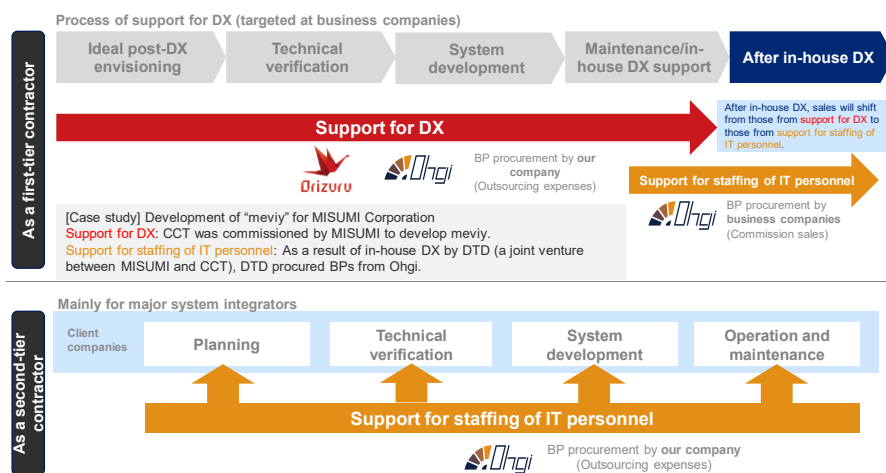 Process of support for DX (targeted at business companies)
As a first-tier contractor
Ideal post-DX
envisioning
Technical
verification
System
development
Maintenance/in-
house DX support
After in-house DX
Support for DX
After in-house DX, sales will shift
from those from support for DX to
those from support for staffing of
IT personnel.
Orizuru
Ohgi
BP procurement by our
company
(Outsourcing expenses)
Support for staffing of IT personnel
Ohgi
BP procurement by
business companies
(Commission sales)
[Case study] Development of “meviy” for MISUMI Corporation
Support for DX: CCT was commissioned by MISUMI to develop meviy.
Support for staffing of IT personnel: As a result of in-house DX by DTD (a joint venture
between MISUMI and CCT), DTD procured BPs from Ohgi.
Mainly for major system integrators
As a second-tier
contractor
Client
companies
Planning
Technical
verification
System
development
Operation and
maintenance
Support for staffing of IT personnel
Ohgi
BP procurement by our company
(Outsourcing expenses)